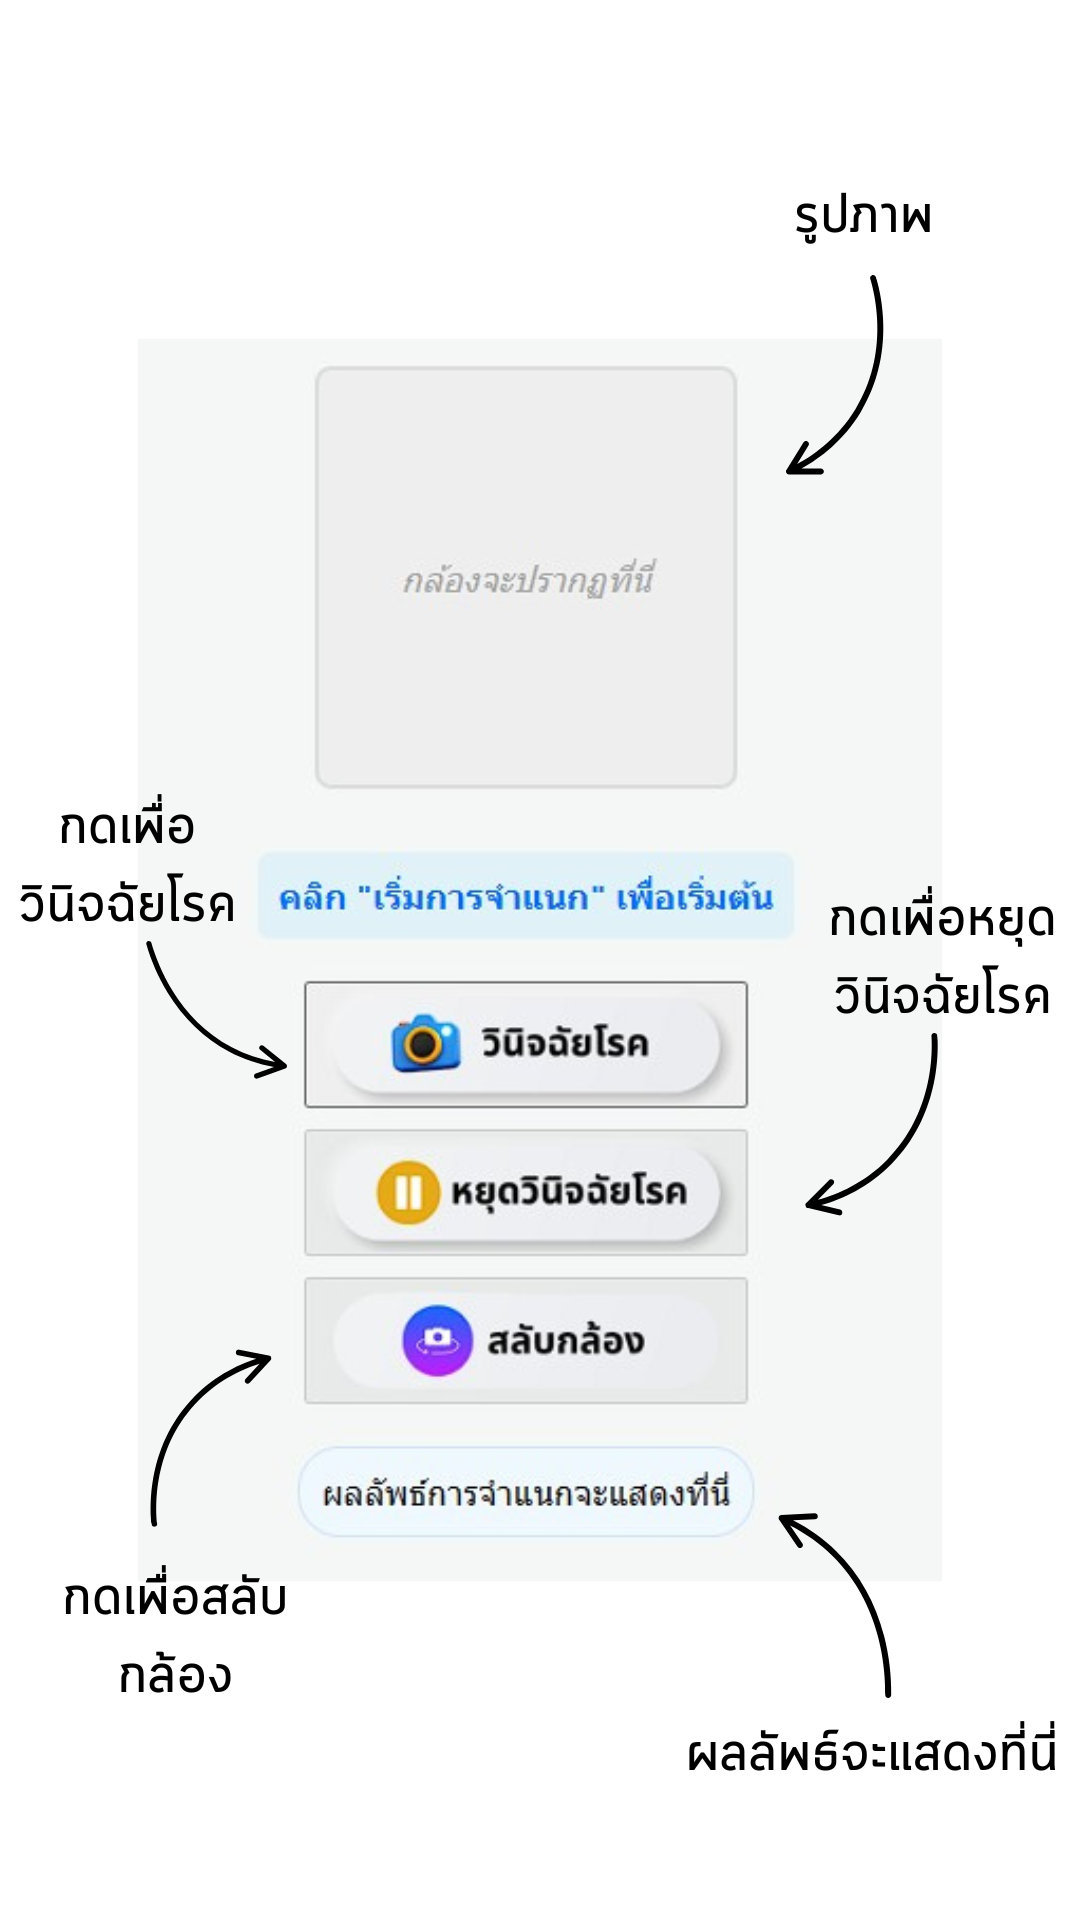 รูปภาพ
กล้องจะปรากฏที่นี่
กดเพื่อ
วินิจฉัยโรค
คลิก "เริ่มการจำแนก" เพื่อเริ่มต้น
กดเพื่อหยุด
วินิจฉัยโรค
วินิจฉัยโรค
หยุดวินิจฉัยโรค
สลับกล้อง
ผลลัพธ์การจำแนกจะแสดงที่นี่
กดเพื่อสลับ
กล้อง
ผลลัพธ์จะแสดงที่นี่